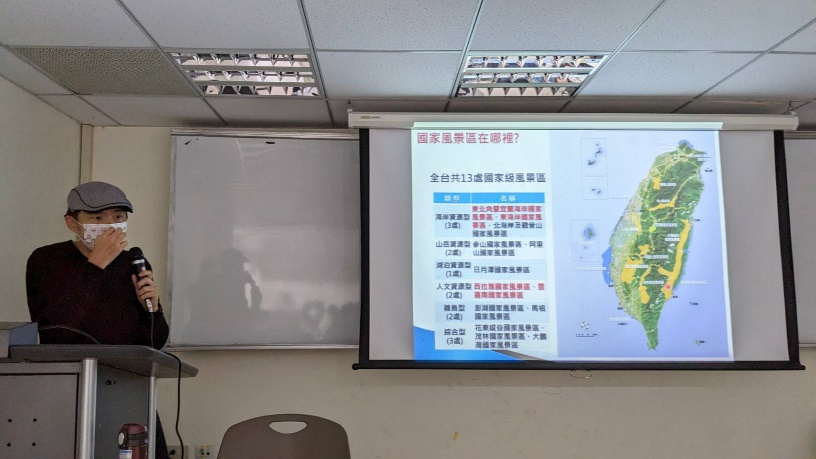 國家風景區在哪裡?
全台共13處國家級風景區
類型
名稱
海岸資源型
(3處)
東北角暨宜蘭海岸國家
風景區、東海岸國家風
景區、北海岸及觀音山
國家風景區
山岳資源型
(2處)
參山國家風景區、阿里
山國家風景區
湖泊資源型
(1處)
日月潭國家風景區
人文資源型
(2處)
西拉雅國家風景區、雲
嘉南國家風景區
離島型
(2處)
澎湖國家風景區、馬祖
國家風景區
綜合型
(3處)
花東縱谷國家風景區、
茂林國家風景區、大鵬
灣國家風景區